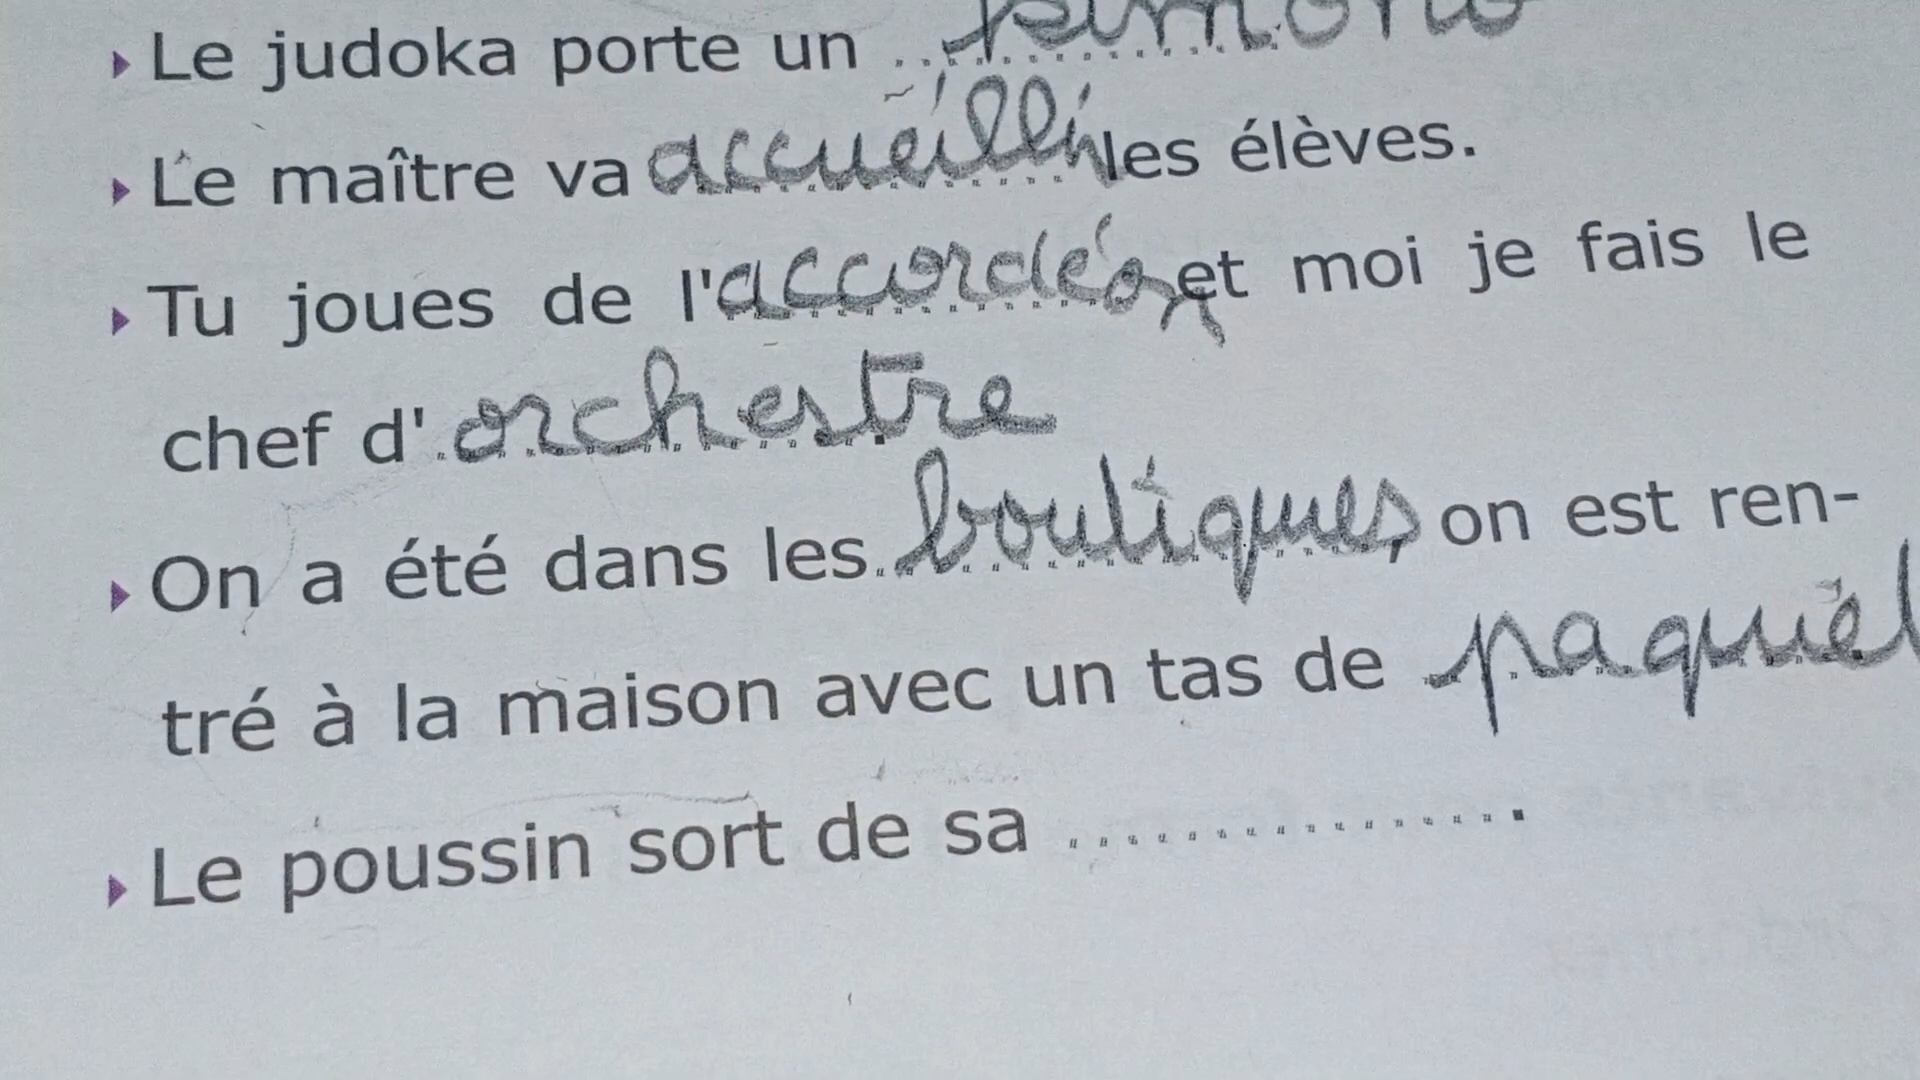 Le judoka porte un kimono
Le maître va accueillir les élèves.
Tu joues de l'accordéon et moi je fais le
chef d'orchestre
On a été dans les boutiques, on est ren-
tré à la maison avec un tas de paquet
Le poussin sort de sa ................